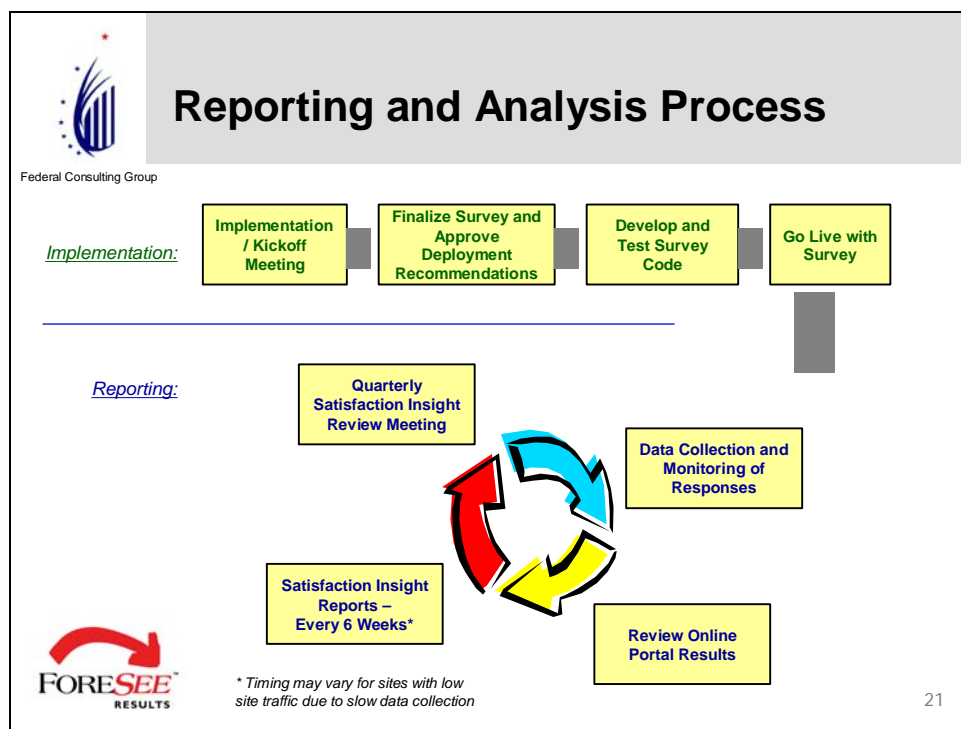 Reporting and Analysis Process
Federal Consulting Group
Implementation:
Implementation
/ Kickoff
Meeting
Finalize Survey and
Approve
Deployment
Recommendations
Develop and
Test Survey
Code
Go Live with
Survey
Reporting:
Quarterly
Satisfaction Insight
Review Meeting
Data Collection and
Monitoring of
Responses
Satisfaction Insight
Reports –
Every 6 Weeks*
Review Online
Portal Results
FORESEE™
RESULTS
* Timing may vary for sites with low
site traffic due to slow data collection
21